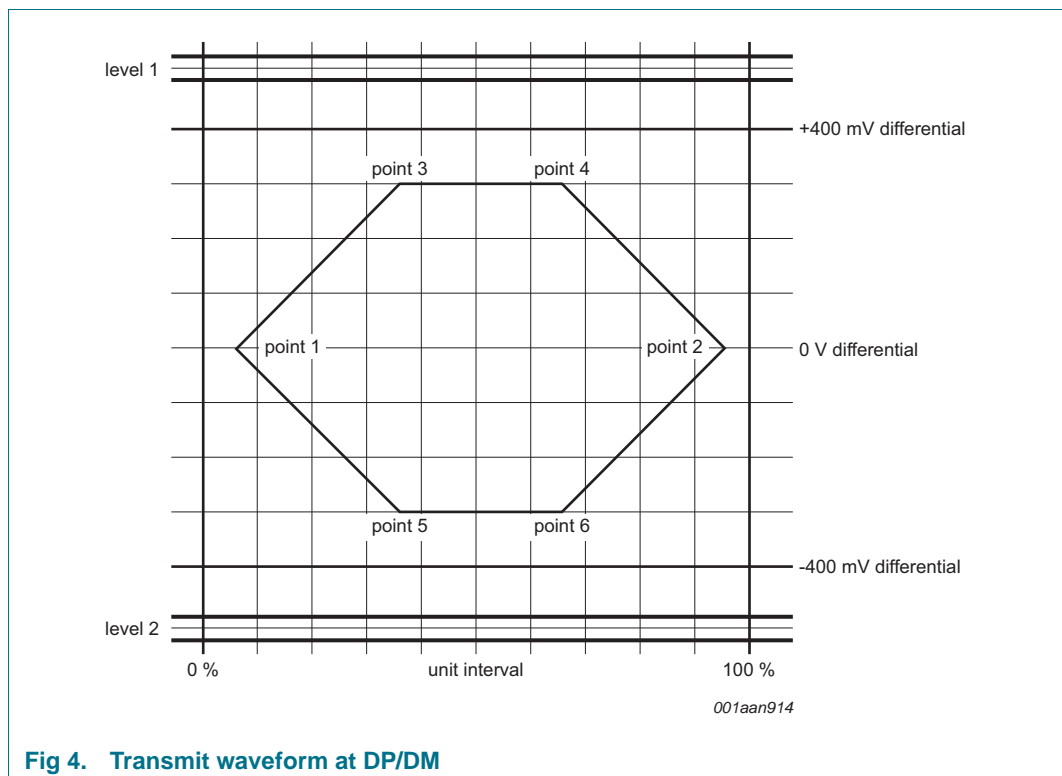 level 1
+400 mV differential
point 3 point 4
point 1 point 2 0 V differential
point 5 point 6
-400 mV differential
level 2
0 % unit interval 100 %
001aan914
Fig 4. Transmit waveform at DP/DM